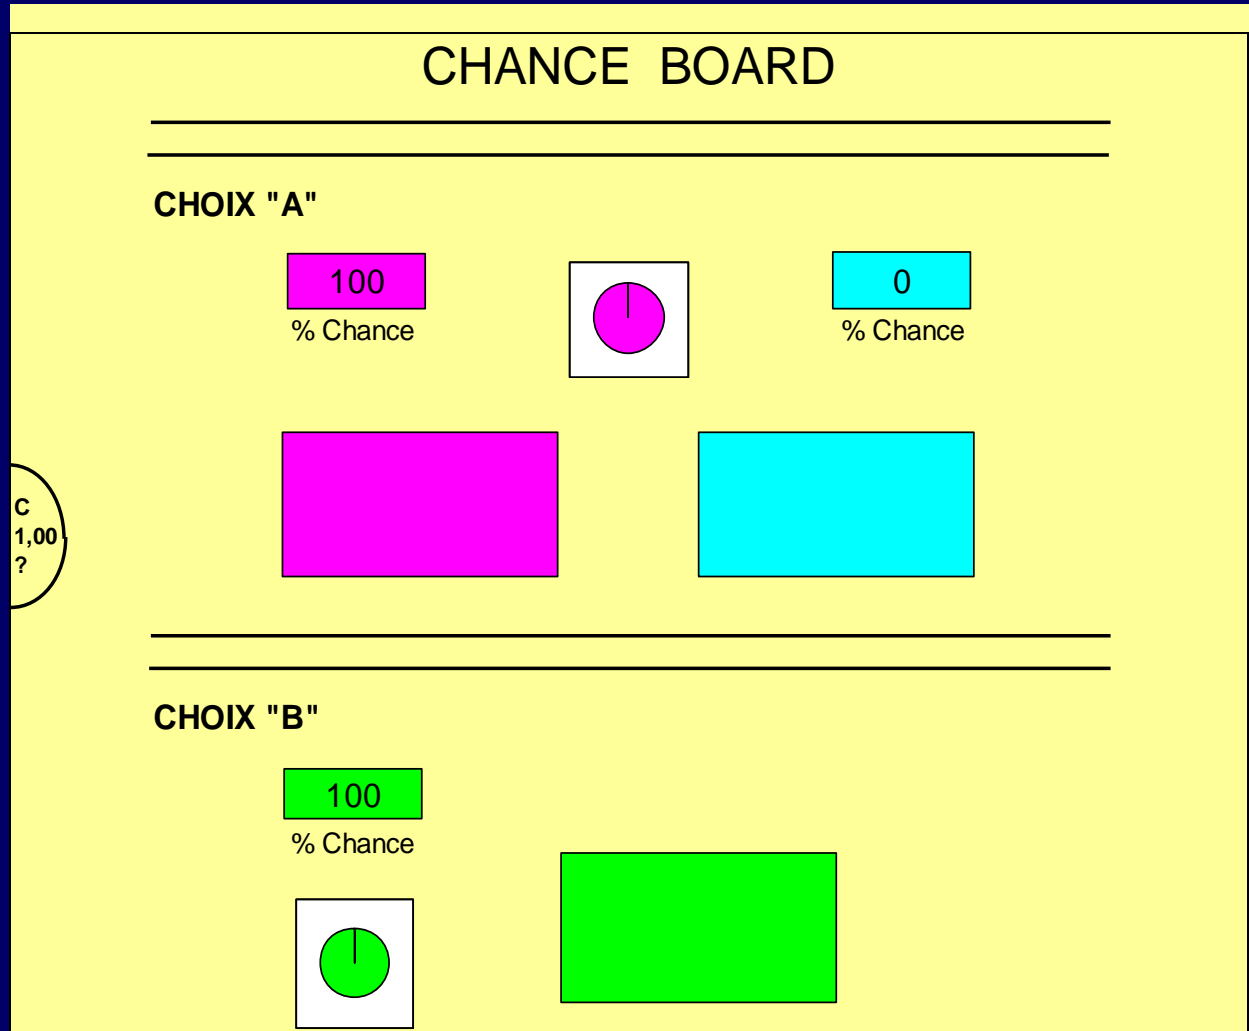 CHANCE BOARD
CHOIX "A"
100
0
% Chance
% Chance
C
1,00
?
CHOIX "B"
100
% Chance